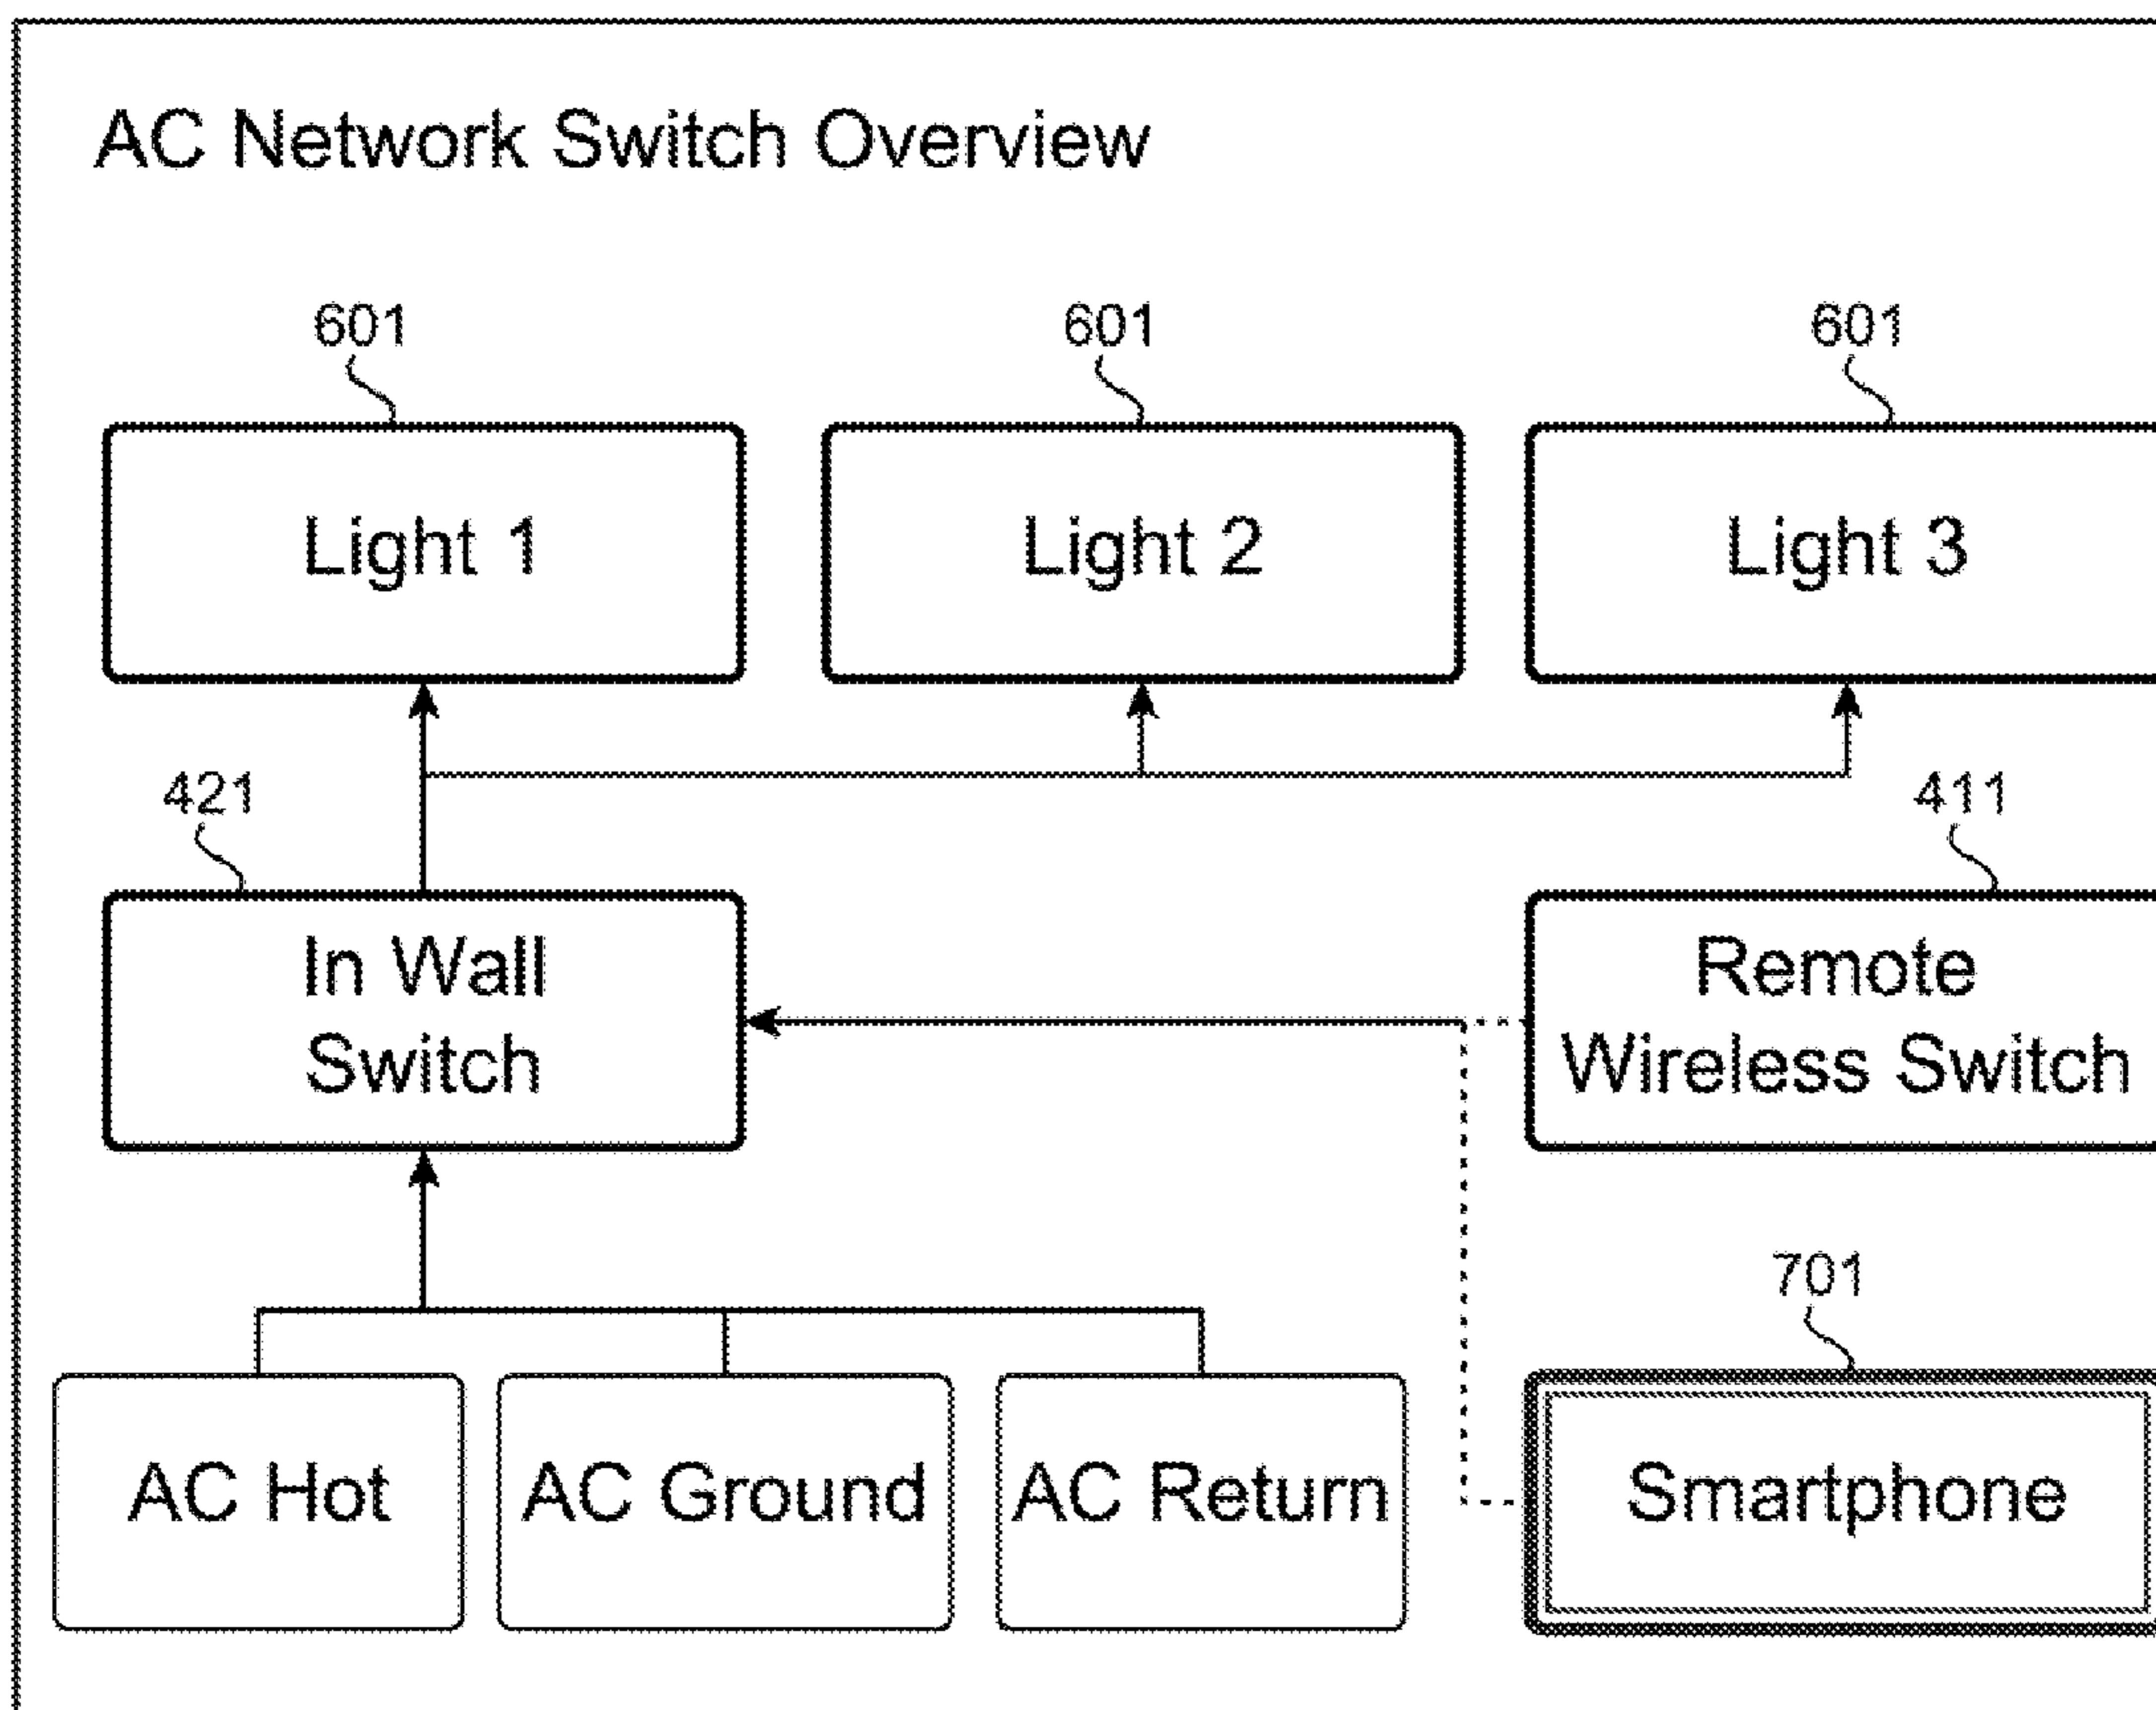 AC Network Switch Overview
601
601
601
Light 1
Light 2
Light 3
421
411
In Wall
Switch
Remote
Wireless Switch
701
AC Hot
AC Ground
AC Return
Smartphone